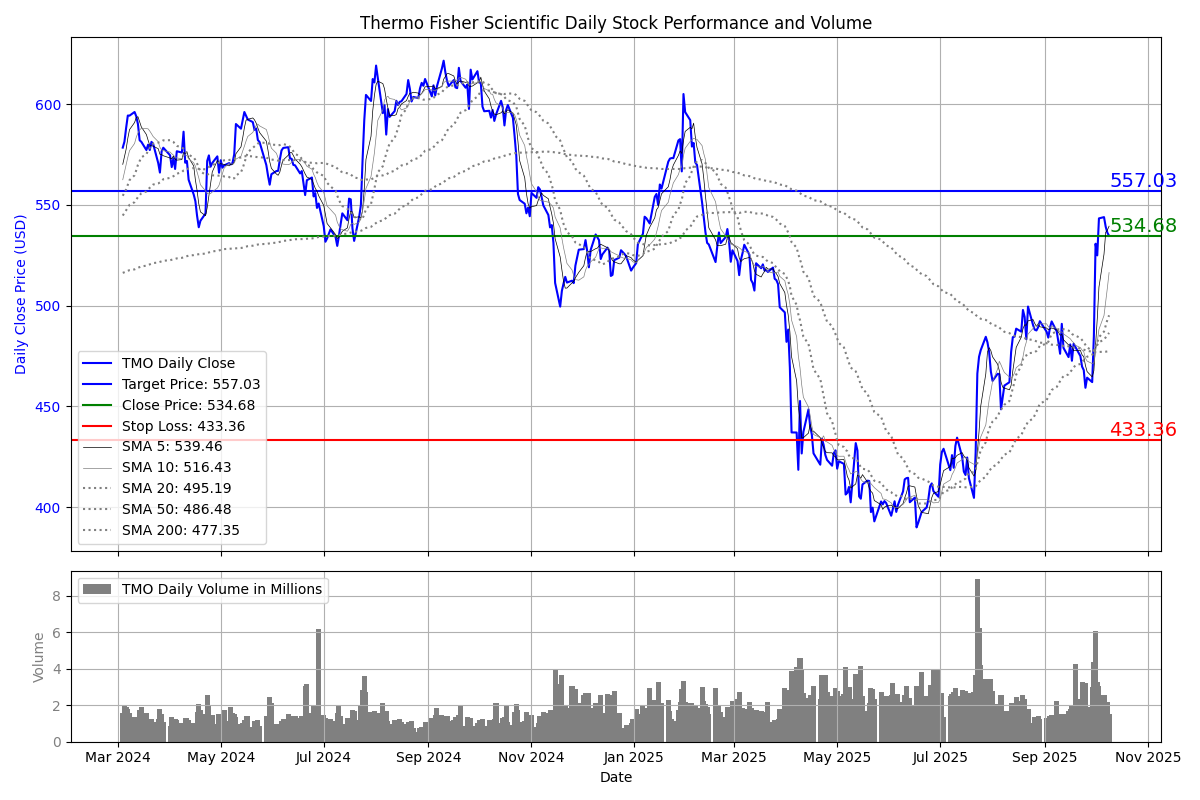 Thermo Fisher Scientific Daily Stock Performance and Volume
Daily Close Price (USD)
600
550
500
450
400
557.03
534.68
433.36
TMO Daily Close
Target Price: 557.03
Close Price: 534.68
Stop Loss: 433.36
SMA 5: 539.46
SMA 10: 516.43
SMA 20: 495.19
SMA 50: 486.48
SMA 200: 477.35
TMO Daily Volume in Millions
Volume
8
6
4
2
0
Mar 2024 May 2024 Jul 2024 Sep 2024 Nov 2024 Jan 2025 Mar 2025 May 2025 Jul 2025 Sep 2025 Nov 2025
Date